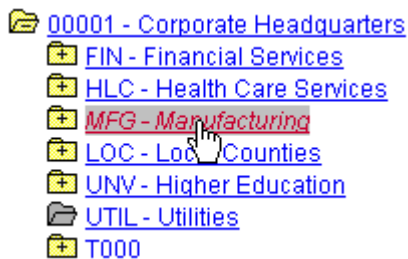 00001 - Corporate Headquarters
FIN - Financial Services
HLC - Health Care Services
MFG - Manufacturing
LOC - Local Counties
UNV - Higher Education
UTIL - Utilities
T000